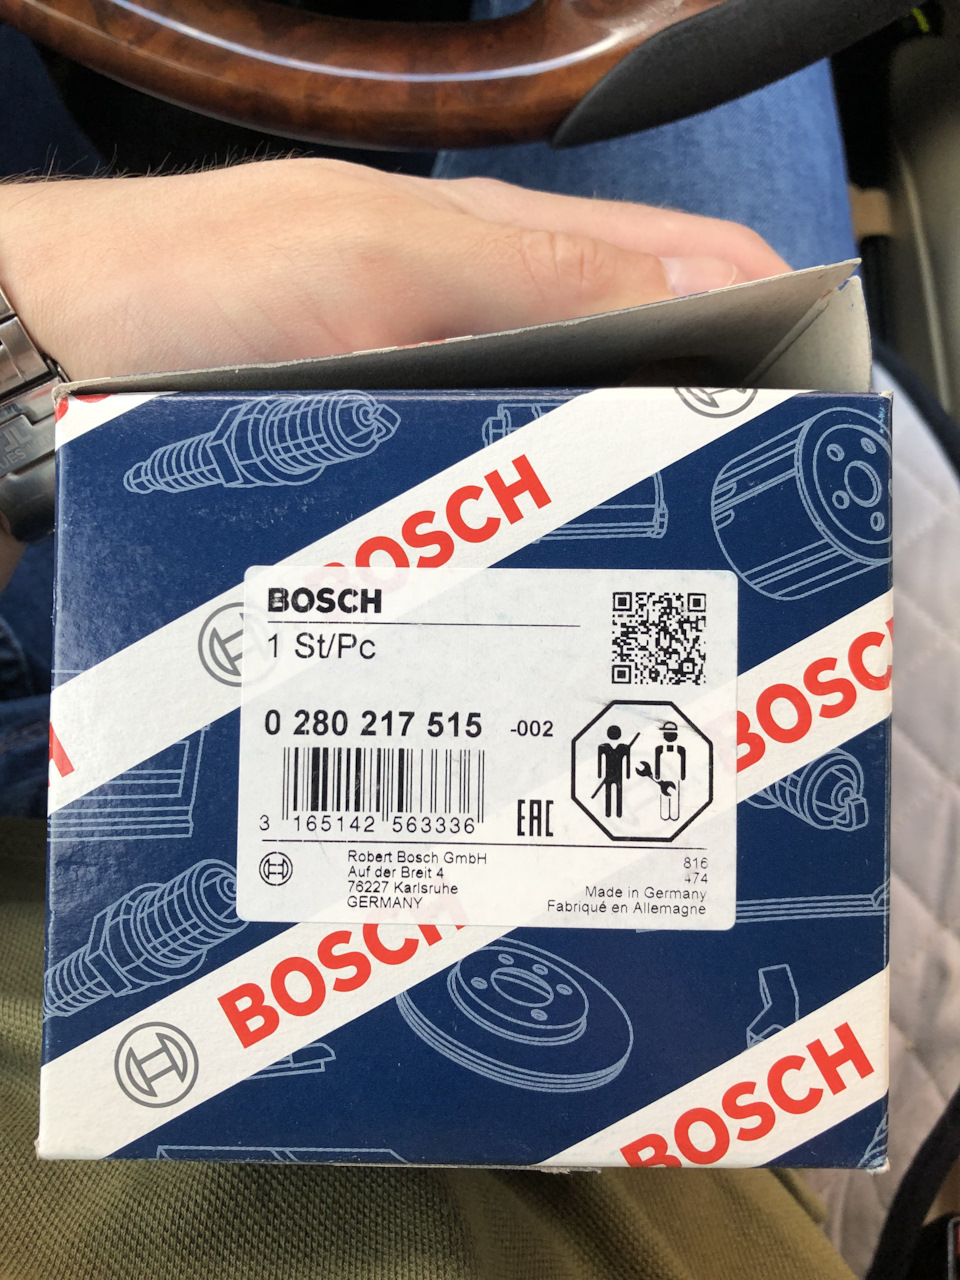 BOSCH
BOSCH
1 St/Pc
BOSCH
0 280 217 515 -002
EAC
3 165142 563336
Robert Bosch GmbH
Auf der Breit 4
76227 Karlsruhe
GERMANY
816
474
Made in Germany
Fabriqué en Allemagne
BOSCH
BOSCH
BOSCH